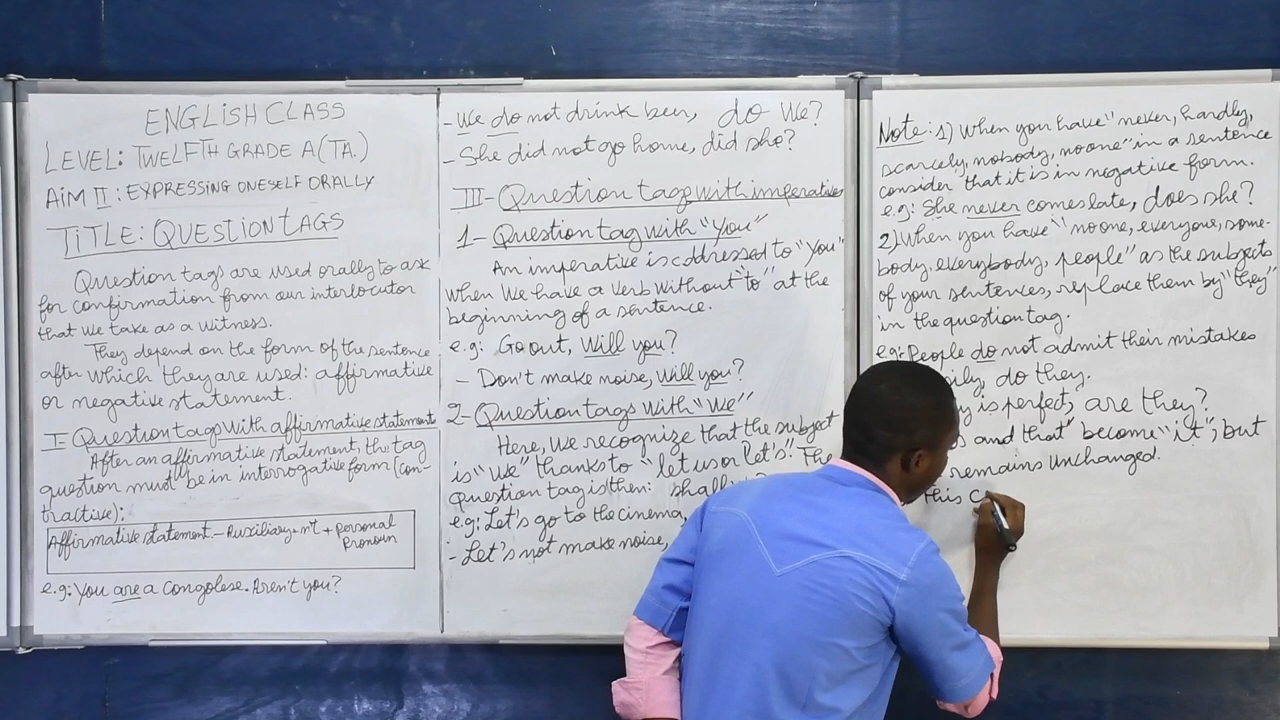 ENGLISH CLASS
LEVEL: TWELFTH GRADE A (TA.)
AIM II: EXPRESSING ONESELF ORALLY
TITLE: QUESTION TAGS
Question tags are used orally to ask
for confirmation from our interlocutor
that we take as a witness.
They depend on the form of the sentence
after which they are used: affirmative
or negative statement.
I- Question tags with affirmative statement
After an affirmative statement, the tag
question must be in interrogative form (con-
tractive):
Affirmative statement - Auxiliary + n't + personal
pronoun
e.g: You are a Congolese. Aren't you?
- We do not drink beer, do we?
- She did not go home, did she?
III- Question tags with imperatives
1- Question tag with "You"
An imperative is addressed to "you"
when we have a verb without "to" at the
beginning of a sentence.
e.g: Go out, Will you?
- Don't make noise, Will you?
2- Question tags with "We"
Here, We recognize that the subject
is "we" thanks to "let us or let's". The
question tag is then: shall
e.g: Let's go to the cinema,
- Let's not make noise,
Note: 1) When you have "never, hardly,
scarcely, nobody, no one" in a sentence
consider that it is in negative form.
e.g: She never comes late, does she?
2) When you have "no one, everyone, some-
body, everybody, people" as the subjects
of your sentences, replace them by "they"
in the question tag.
e.g: People do not admit their mistakes
ily, do they.
y is perfect, are they?
and that" become "it"; but
remains unchanged.
this c